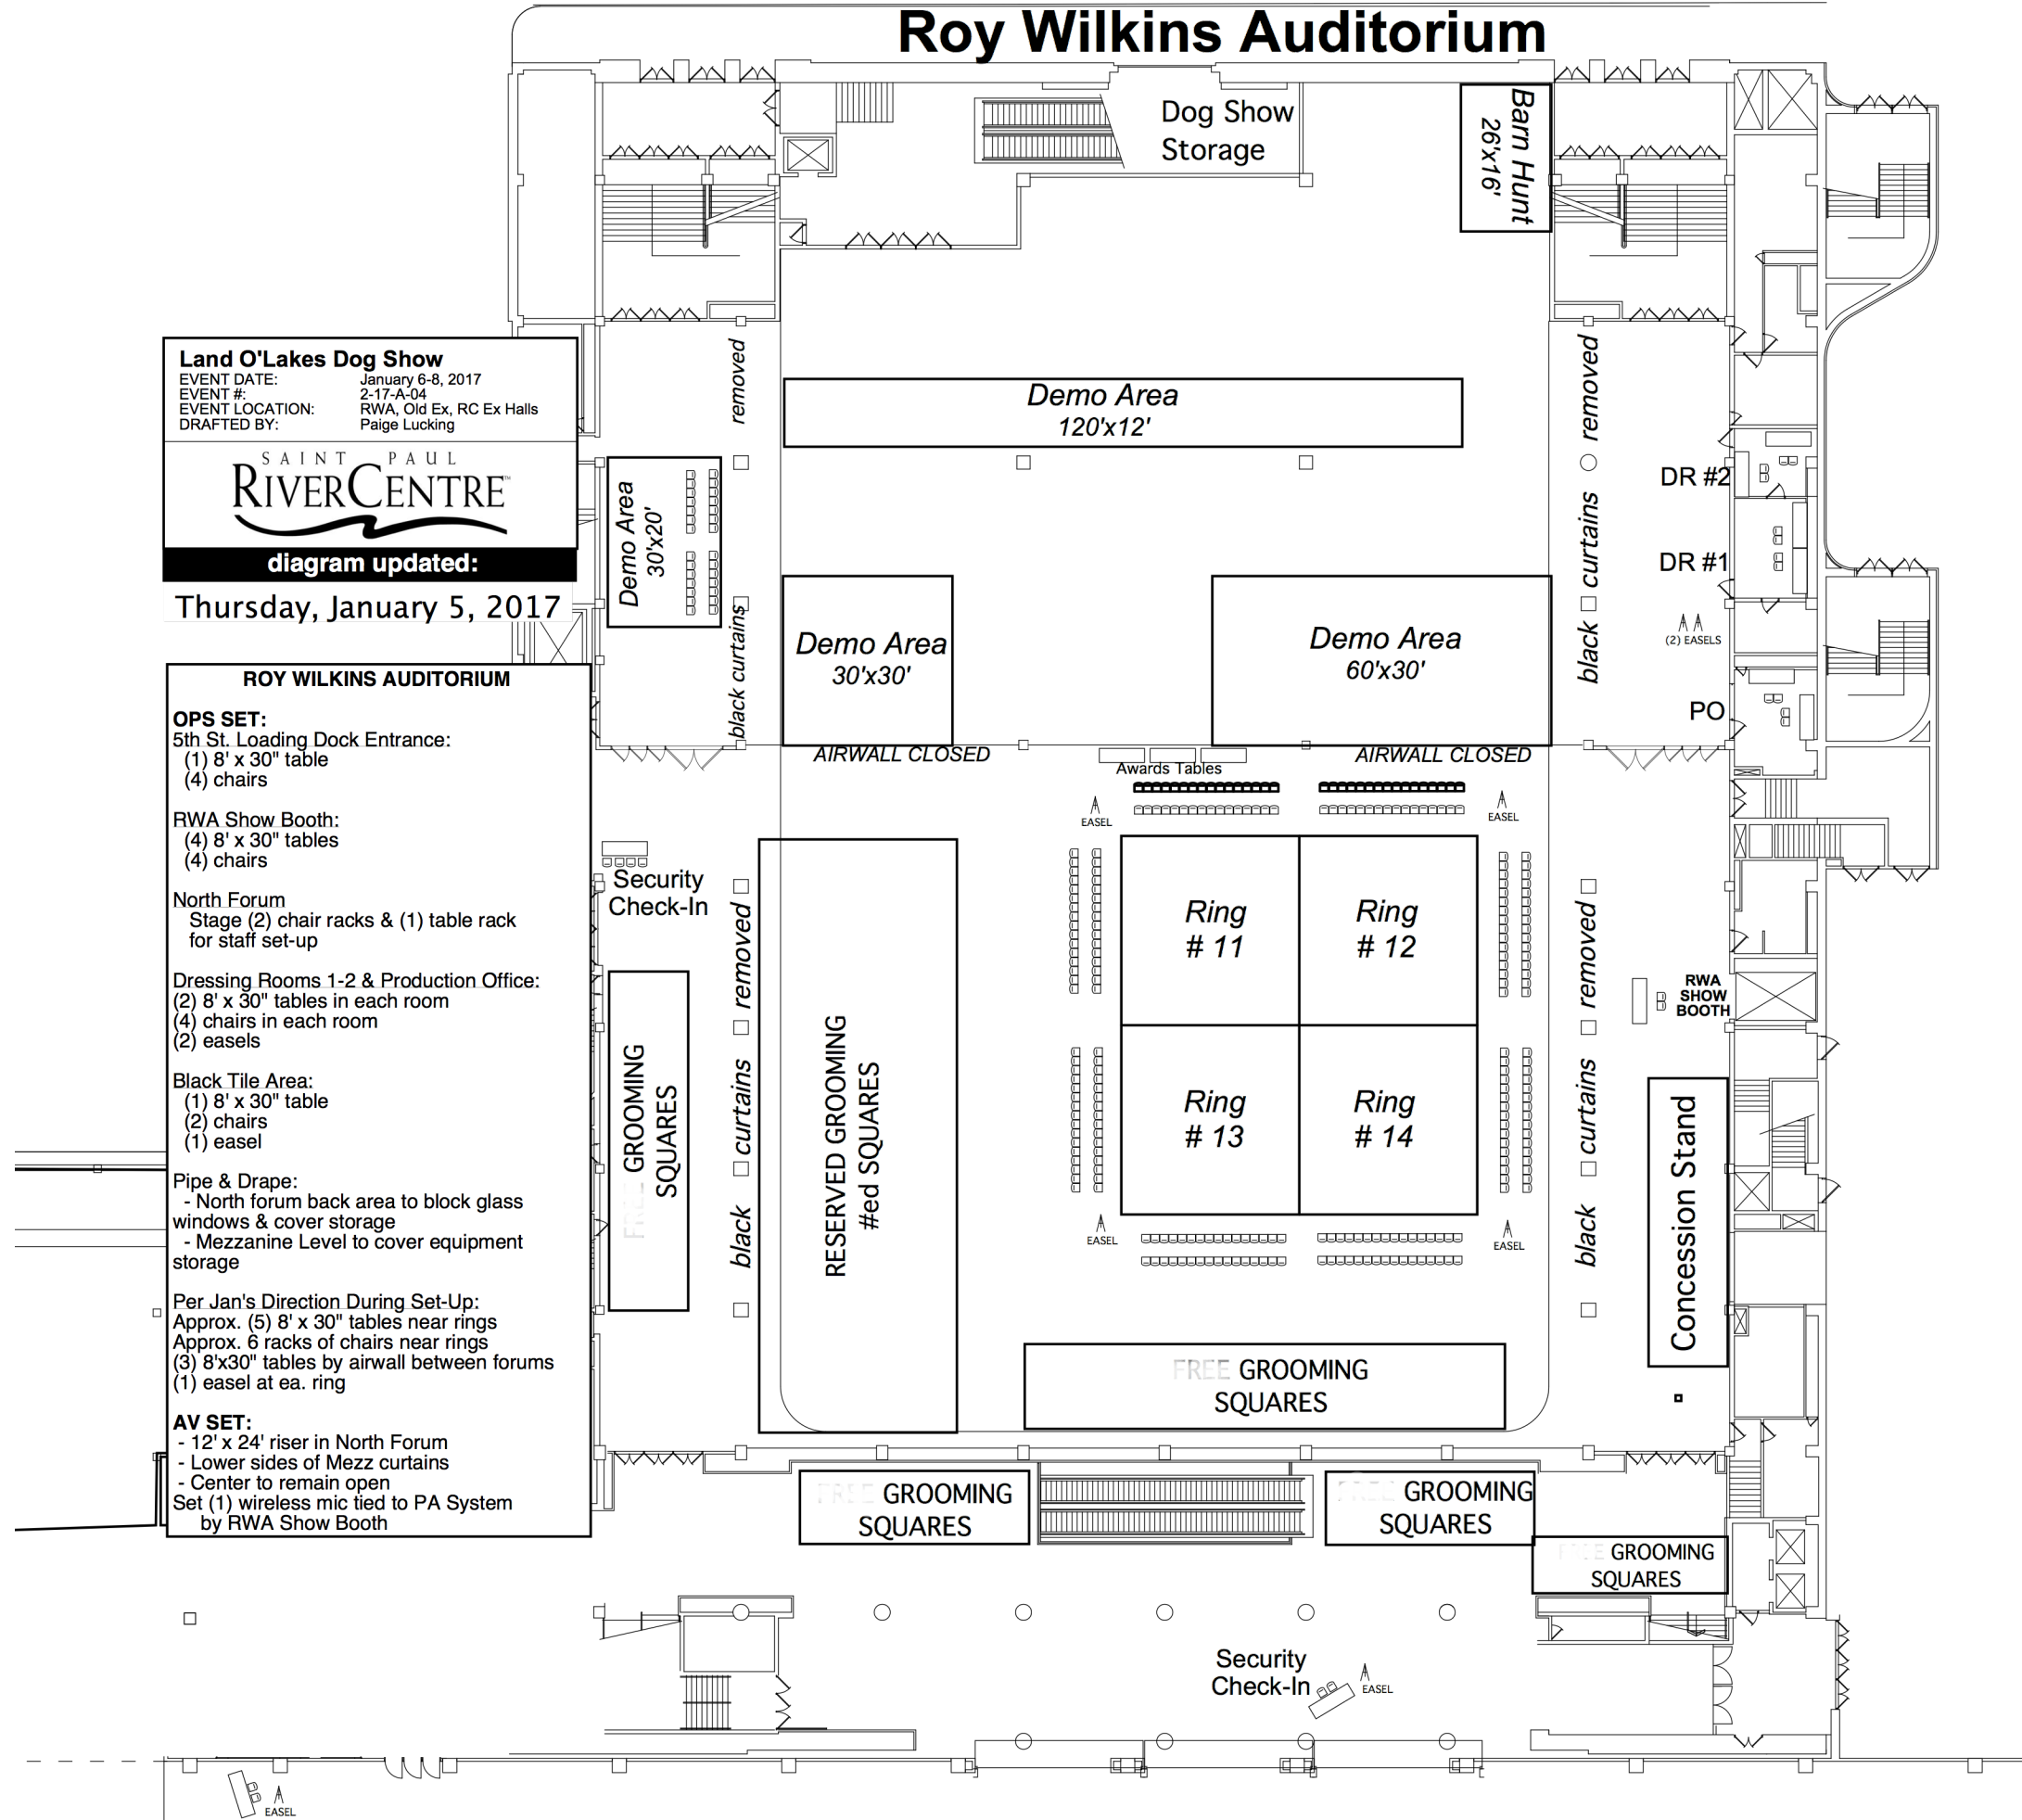 Roy Wilkins Auditorium
Dog Show
Storage
Barn Hunt
26'x16'
Land O'Lakes Dog Show
EVENT DATE: January 6-8, 2017
EVENT #: 2-17-A-04
EVENT LOCATION: RWA, Old Ex, RC Ex Halls
DRAFTED BY: Paige Lucking
SAINT PAUL
RIVERCENTRE™
diagram updated:
Thursday, January 5, 2017
removed
Demo Area
120'x12'
removed
Demo Area
30'x20'
black curtains
Demo Area
30'x30'
Demo Area
60'x30'
black curtains
DR #2
DR #1
(2) EASELS
PO
AIRWALL CLOSED
AIRWALL CLOSED
Awards Tables
EASEL
EASEL
ROY WILKINS AUDITORIUM
OPS SET:
5th St. Loading Dock Entrance:
(1) 8' x 30" table
(4) chairs
RWA Show Booth:
(4) 8' x 30" tables
(4) chairs
North Forum
Stage (2) chair racks & (1) table rack
for staff set-up
Dressing Rooms 1-2 & Production Office:
(2) 8' x 30" tables in each room
(4) chairs in each room
(2) easels
Black Tile Area:
(1) 8' x 30" table
(2) chairs
(1) easel
Pipe & Drape:
- North forum back area to block glass
windows & cover storage
- Mezzanine Level to cover equipment
storage
Per Jan's Direction During Set-Up:
Approx. (5) 8' x 30" tables near rings
Approx. 6 racks of chairs near rings
(3) 8'x30" tables by airwall between forums
(1) easel at ea. ring
AV SET:
- 12' x 24' riser in North Forum
- Lower sides of Mezz curtains
- Center to remain open
Set (1) wireless mic tied to PA System
by RWA Show Booth
Security
Check-In
FREE GROOMING
SQUARES
black curtains removed
RESERVED GROOMING
#ed SQUARES
Ring
# 11
Ring
# 12
Ring
# 13
Ring
# 14
black curtains removed
RWA
SHOW
BOOTH
Concession Stand
EASEL
EASEL
FREE GROOMING
SQUARES
FREE GROOMING
SQUARES
FREE GROOMING
SQUARES
FREE GROOMING
SQUARES
Security
Check-In
EASEL
EASEL